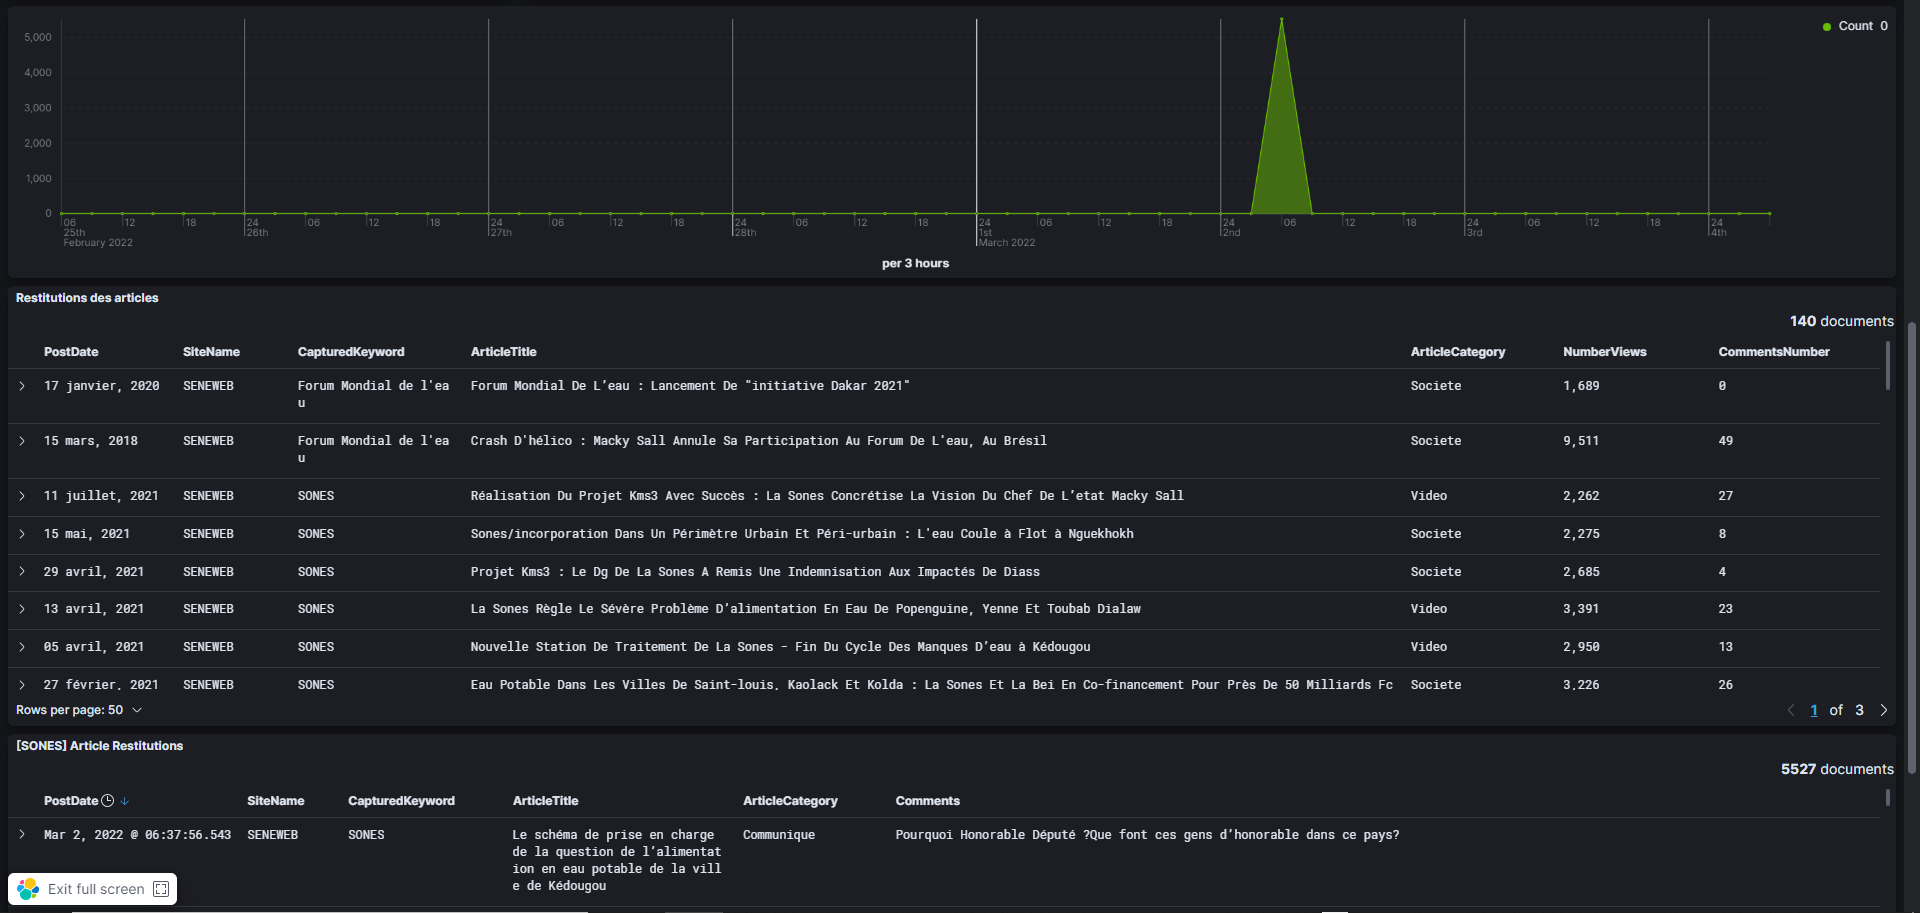 Count 0
5,000
4,000
3,000
2,000
1,000
0
06 12 18 24 06 12 18 24 06 12 18 24 06 12 18 24 06 12 18 24 06 12 18 24 06 12 18 24
25th 26th 27th 28th 1st 2nd 3rd 4th
February 2022 March 2022
per 3 hours
Restitutions des articles
140 documents
PostDate SiteName CapturedKeyword ArticleTitle ArticleCategory NumberViews CommentsNumber
17 janvier, 2020 SENEWEB Forum Mondial de l'ea Forum Mondial De L’eau : Lancement De "initiative Dakar 2021" Societe 1,689 0
u
15 mars, 2018 SENEWEB Forum Mondial de l'ea Crash D'hélico : Macky Sall Annule Sa Participation Au Forum De L'eau, Au Brésil Societe 9,511 49
u
11 juillet, 2021 SENEWEB SONES Réalisation Du Projet Kms3 Avec Succès : La Sones Concrétise La Vision Du Chef De L’etat Macky Sall Video 2,262 27
15 mai, 2021 SENEWEB SONES Sones/incorporation Dans Un Périmètre Urbain Et Péri-urbain : L'eau Coule à Flot à Nguekhokh Societe 2,275 8
29 avril, 2021 SENEWEB SONES Projet Kms3 : Le Dg De La Sones A Remis Une Indemnisation Aux Impactés De Diass Societe 2,685 4
13 avril, 2021 SENEWEB SONES La Sones Règle Le Sévère Problème D’alimentation En Eau De Popenguine, Yenne Et Toubab Dialaw Video 3,391 23
05 avril, 2021 SENEWEB SONES Nouvelle Station De Traitement De La Sones - Fin Du Cycle Des Manques D’eau à Kédougou Video 2,950 13
27 février, 2021 SENEWEB SONES Eau Potable Dans Les Villes De Saint-louis, Kaolack Et Kolda : La Sones Et La Bei En Co-financement Pour Près De 50 Milliards Fc Societe 3,226 26
Rows per page: 50
1 of 3
[SONES] Article Restitutions
5527 documents
PostDate SiteName CapturedKeyword ArticleTitle ArticleCategory Comments
Mar 2, 2022 @ 06:37:56.543 SENEWEB SONES Le schéma de prise en charge Communique Pourquoi Honorable Député ?Que font ces gens d’honorable dans ce pays?
de la question de l’alimentat
ion en eau potable de la vill
e de Kédougou
Exit full screen